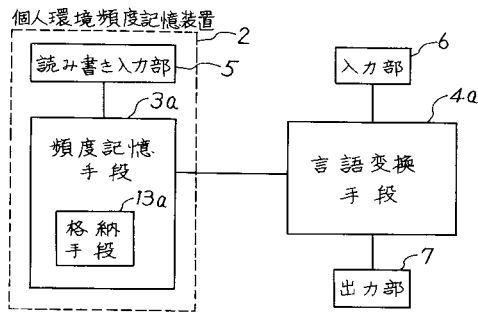 個人環境頻度記憶装置
2
読み書き入力部
5
3a
頻度記憶
手段
13a
格納
手段
入力部
6
4a
言語変換
手段
7
出力部